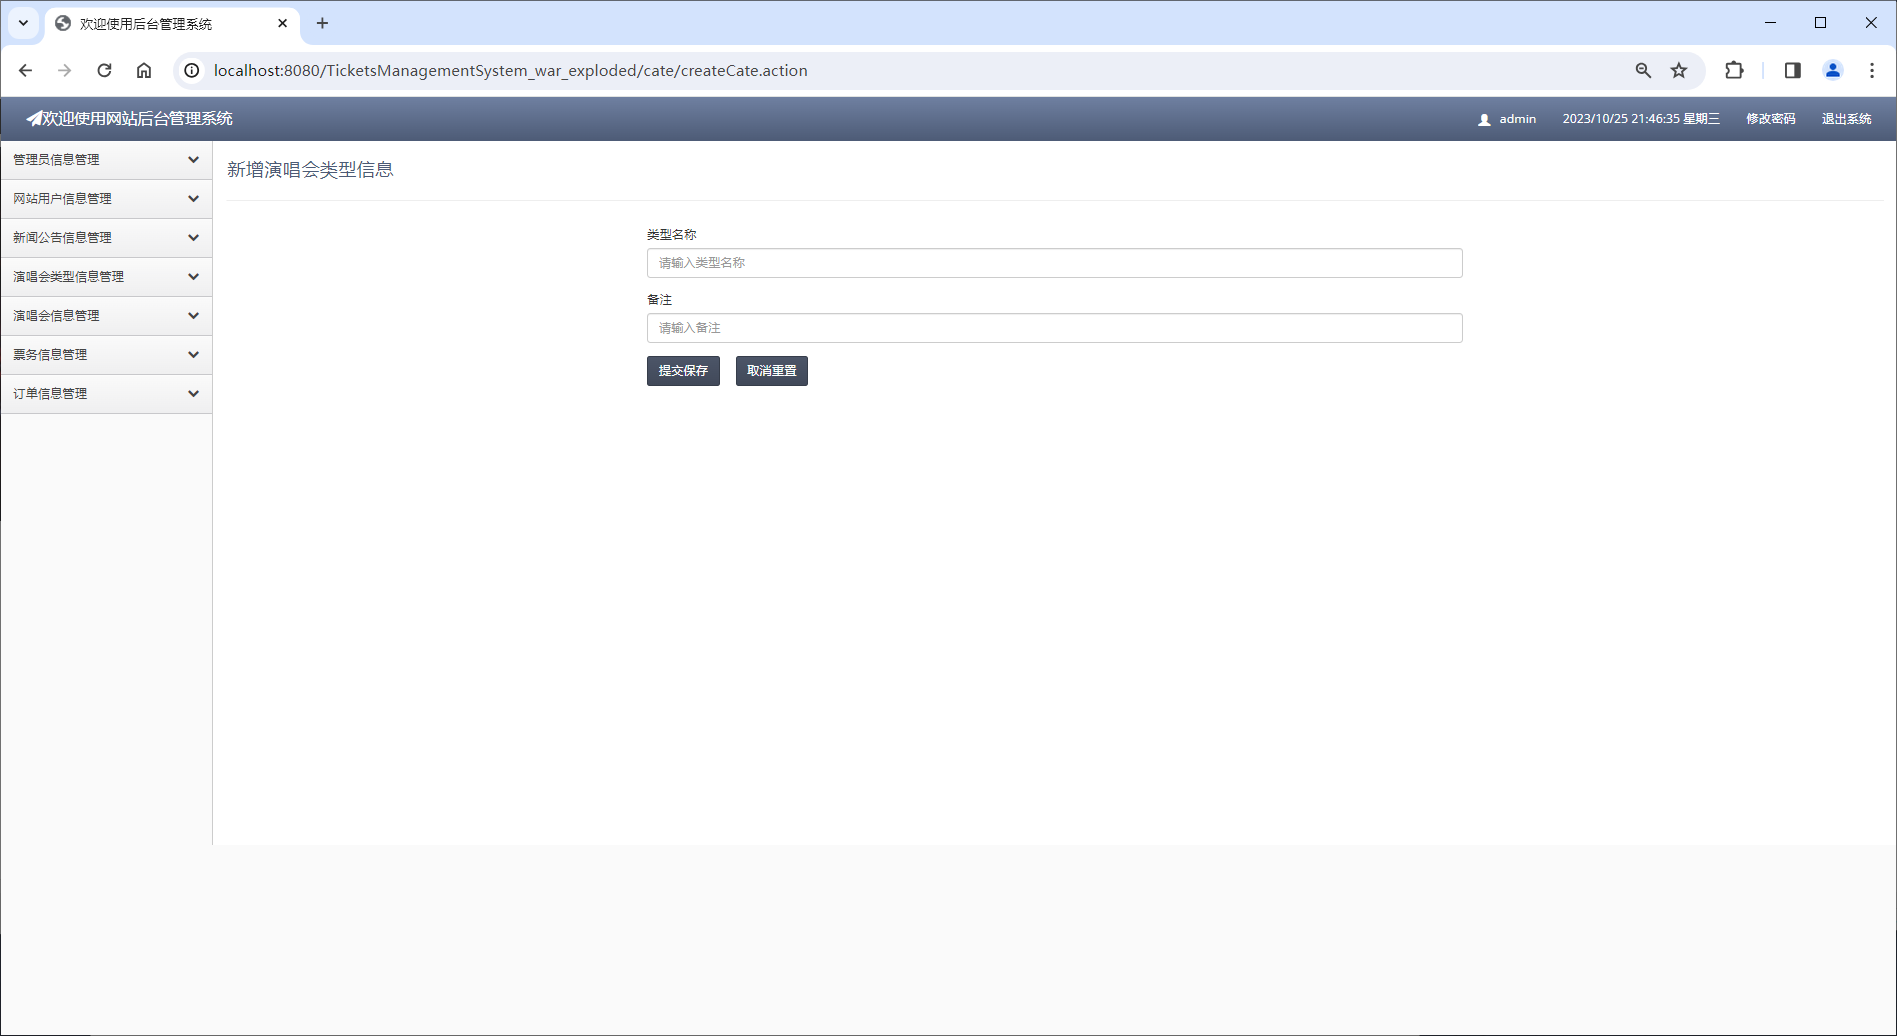 欢迎使用后台管理系统
localhost:8080/TicketsManagementSystem_war_exploded/cate/createCate.action
欢迎使用网站后台管理系统 admin 2023/10/25 21:46:35 星期三 修改密码 退出系统
管理员信息管理
网站用户信息管理
新闻公告信息管理
演唱会类型信息管理
演唱会信息管理
票务信息管理
订单信息管理
新增演唱会类型信息
类型名称
请输入类型名称
备注
请输入备注
提交保存 取消重置